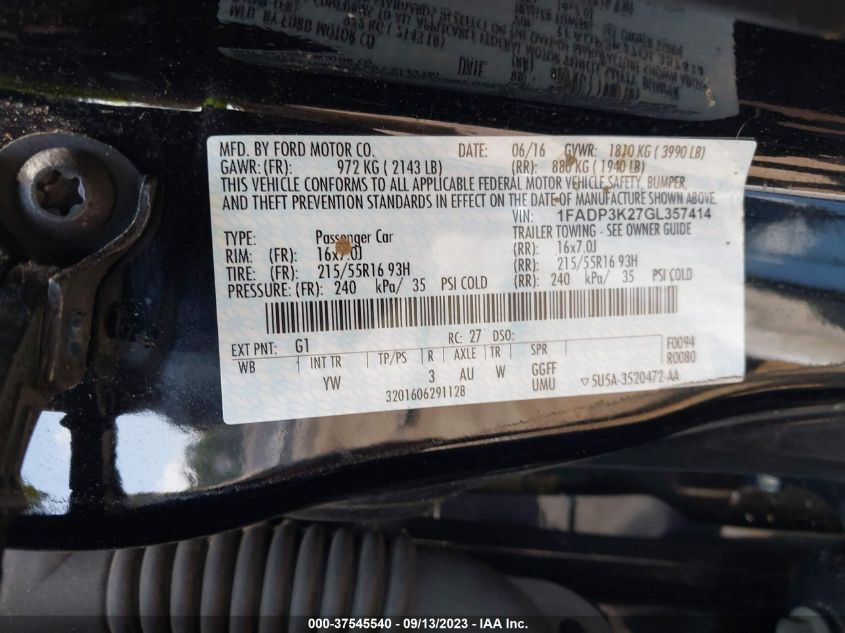 MFD. BY FORD MOTOR CO. DATE: 06/16 GVWR: 1810 KG ( 3990 LB)
GAWR: (FR): 972 KG ( 2143 LB) (RR): 880 KG ( 1940 LB)
THIS VEHICLE CONFORMS TO ALL APPLICABLE FEDERAL MOTOR VEHICLE SAFETY, BUMPER,
AND THEFT PREVENTION STANDARDS IN EFFECT ON THE DATE OF MANUFACTURE SHOWN ABOVE.
VIN: 1FADP3K27GL357414
TYPE: Passenger Car TRAILER TOWING - SEE OWNER GUIDE
RIM: (FR): 16x7.0J (RR): 16x7.0J
TIRE: (FR): 215/55R16 93H (RR): 215/55R16 93H
PRESSURE: (FR): 240 kPa/ 35 PSI COLD (RR): 240 kPa/ 35 PSI COLD
EXT PNT: G1 RC: 27 DSO: F0094
WB INT TR TP/PS R AXLE TR SPR R0080
YW 3 AU W GGFF
UMU ▽5U5A-3520472-AA
3201606291128
000-37545540 - 09/13/2023 - IAA Inc.